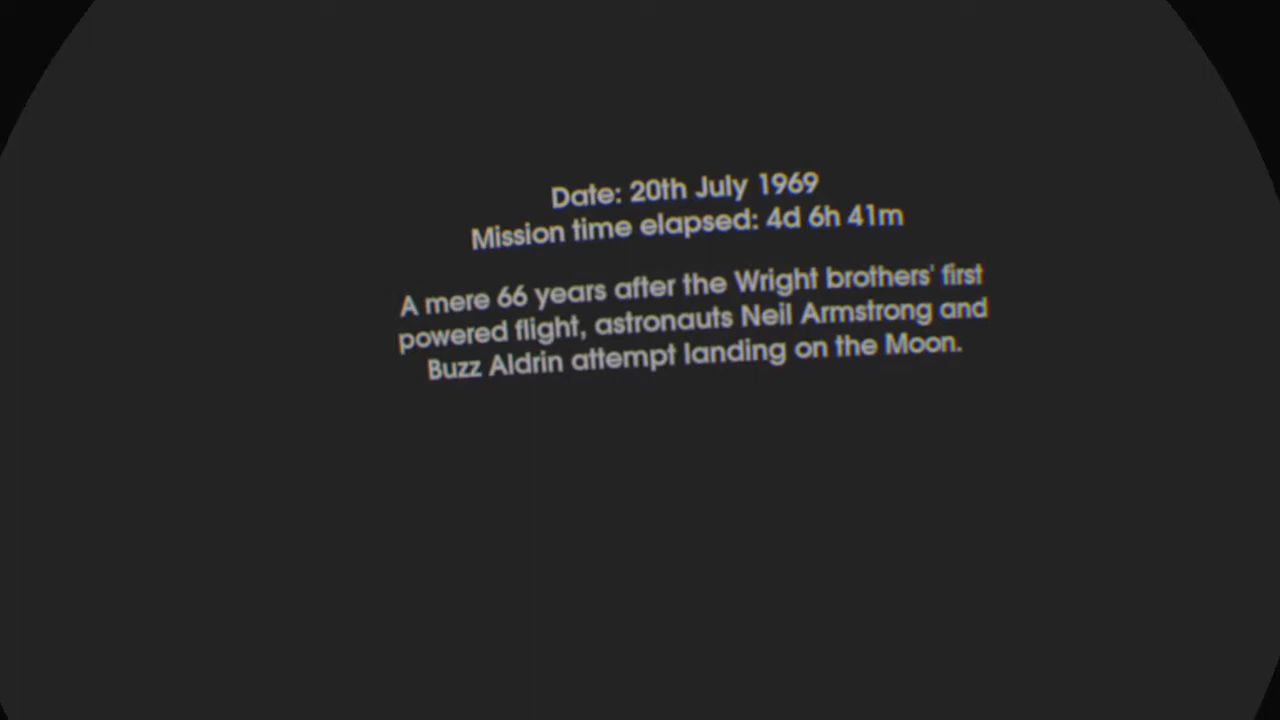 Date: 20th July 1969
Mission time elapsed: 4d 6h 41m
A mere 66 years after the Wright brothers' first
powered flight, astronauts Neil Armstrong and
Buzz Aldrin attempt landing on the Moon.